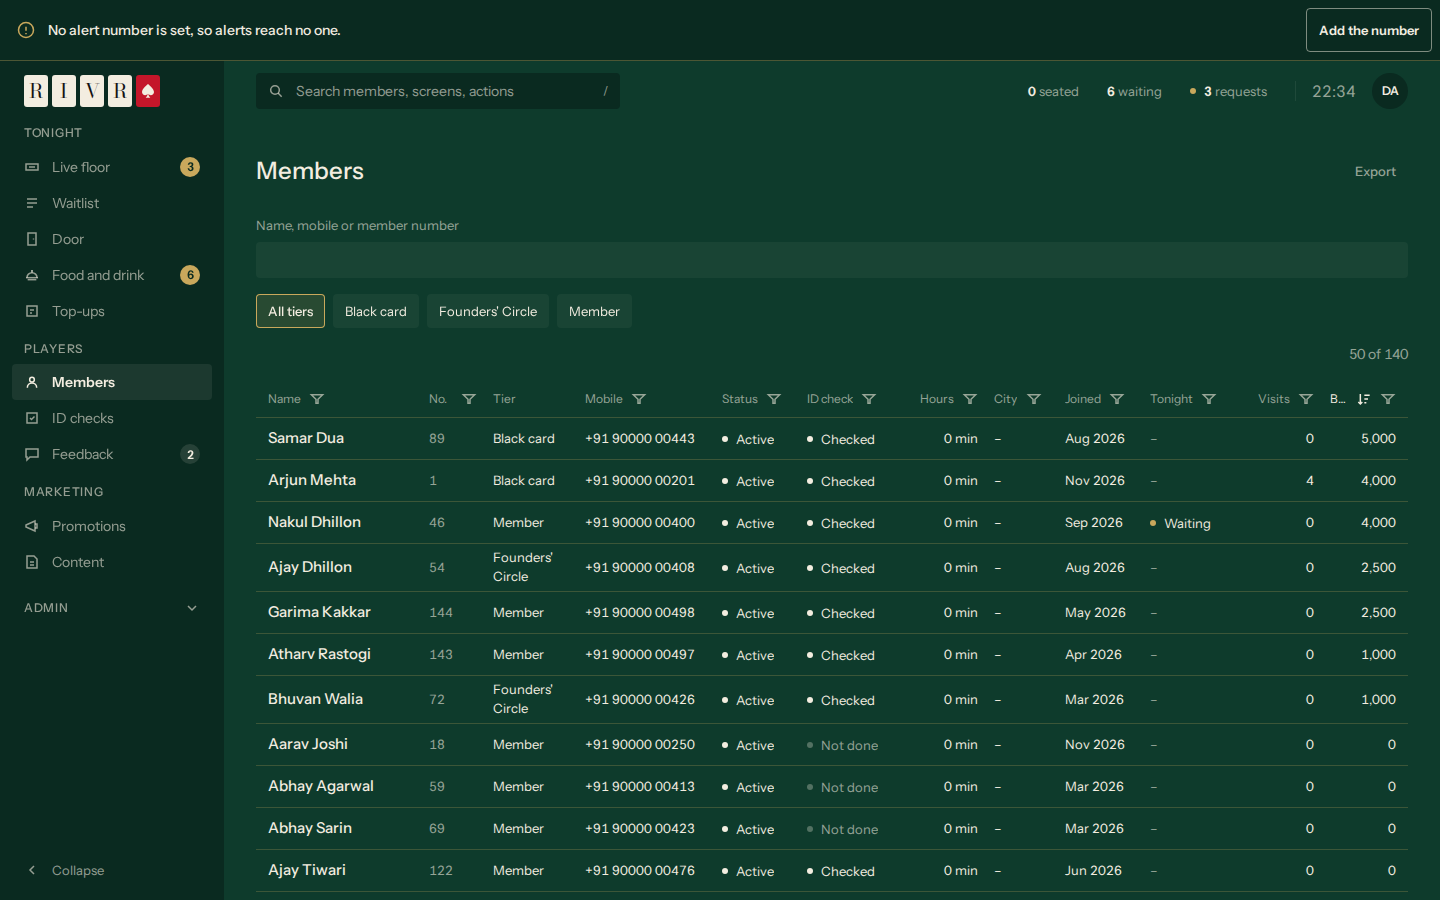 No alert number is set, so alerts reach no one.
Add the number
R I V R
Search members, screens, actions /
0 seated 6 waiting 3 requests 22:34 DA
TONIGHT
Live floor 3
Waitlist
Door
Food and drink 6
Top-ups
PLAYERS
Members
ID checks
Feedback 2
MARKETING
Promotions
Content
ADMIN
Collapse
Members
Export
Name, mobile or member number
All tiers Black card Founders' Circle Member
50 of 140
Name No. Tier Mobile Status ID check Hours City Joined Tonight Visits B...
Samar Dua 89 Black card +91 90000 00443 Active Checked 0 min – Aug 2026 – 0 5,000
Arjun Mehta 1 Black card +91 90000 00201 Active Checked 0 min – Nov 2026 – 4 4,000
Nakul Dhillon 46 Member +91 90000 00400 Active Checked 0 min – Sep 2026 Waiting 0 4,000
Ajay Dhillon 54 Founders' Circle +91 90000 00408 Active Checked 0 min – Aug 2026 – 0 2,500
Garima Kakkar 144 Member +91 90000 00498 Active Checked 0 min – May 2026 – 0 2,500
Atharv Rastogi 143 Member +91 90000 00497 Active Checked 0 min – Apr 2026 – 0 1,000
Bhuvan Walia 72 Founders' Circle +91 90000 00426 Active Checked 0 min – Mar 2026 – 0 1,000
Aarav Joshi 18 Member +91 90000 00250 Active Not done 0 min – Nov 2026 – 0 0
Abhay Agarwal 59 Member +91 90000 00413 Active Not done 0 min – Mar 2026 – 0 0
Abhay Sarin 69 Member +91 90000 00423 Active Not done 0 min – Mar 2026 – 0 0
Ajay Tiwari 122 Member +91 90000 00476 Active Checked 0 min – Jun 2026 – 0 0